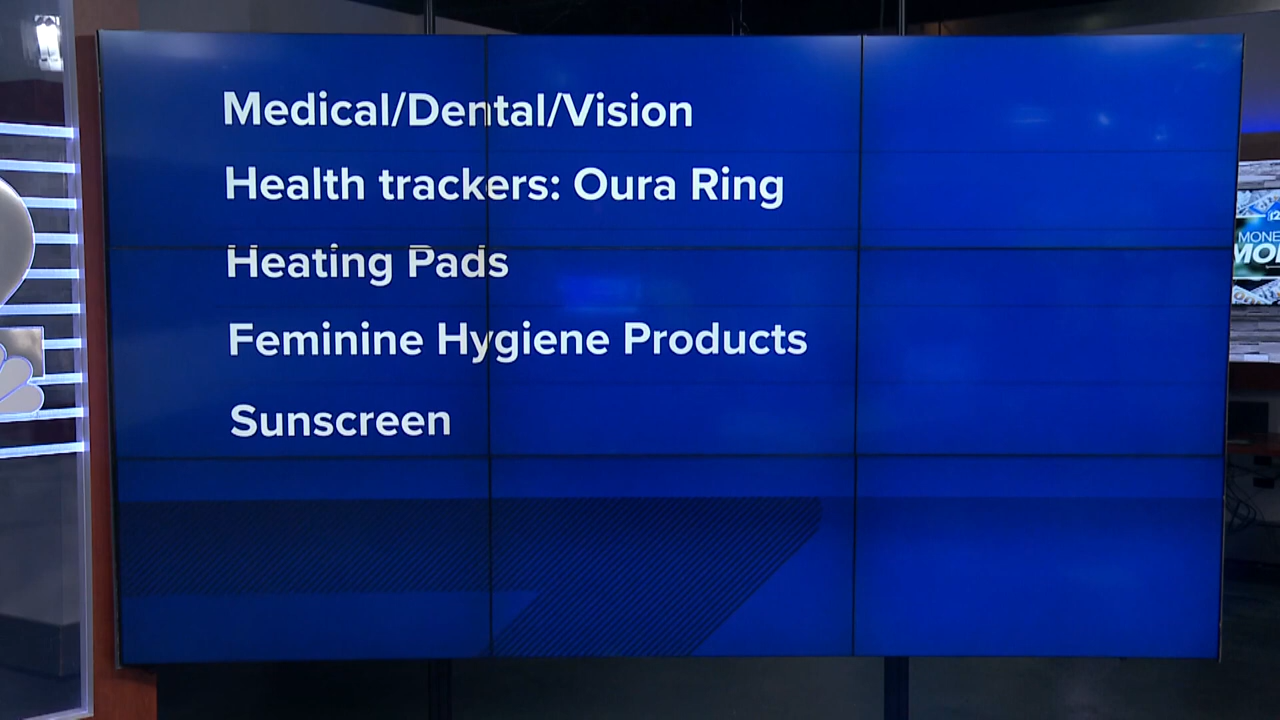 Medical/Dental/Vision
Health trackers: Oura Ring
Heating Pads
Feminine Hygiene Products
Sunscreen